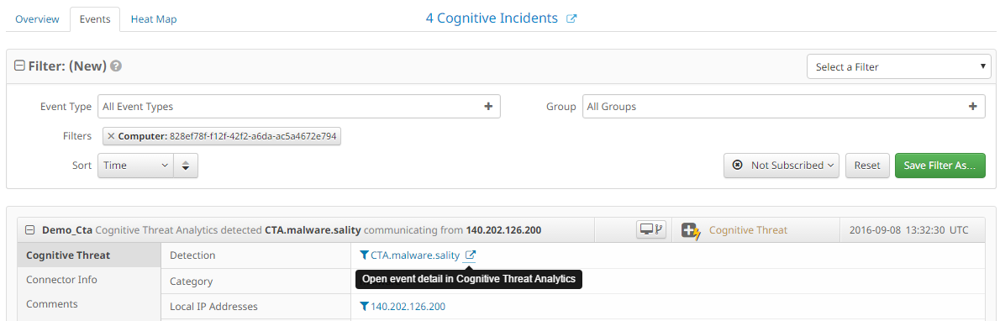 Overview Events Heat Map 4 Cognitive Incidents
Filter: (New) ? Select a Filter
Event Type All Event Types + Group All Groups +
Filters × Computer: 828ef78f-f12f-42f2-a6da-ac5a4672e794
Sort Time Not Subscribed Reset Save Filter As...
Demo_Cta Cognitive Threat Analytics detected CTA.malware.sality communicating from 140.202.126.200 Cognitive Threat 2016-09-08 13:32:30 UTC
Cognitive Threat Detection CTA.malware.sality
Open event detail in Cognitive Threat Analytics
Connector Info Category
Comments Local IP Addresses 140.202.126.200